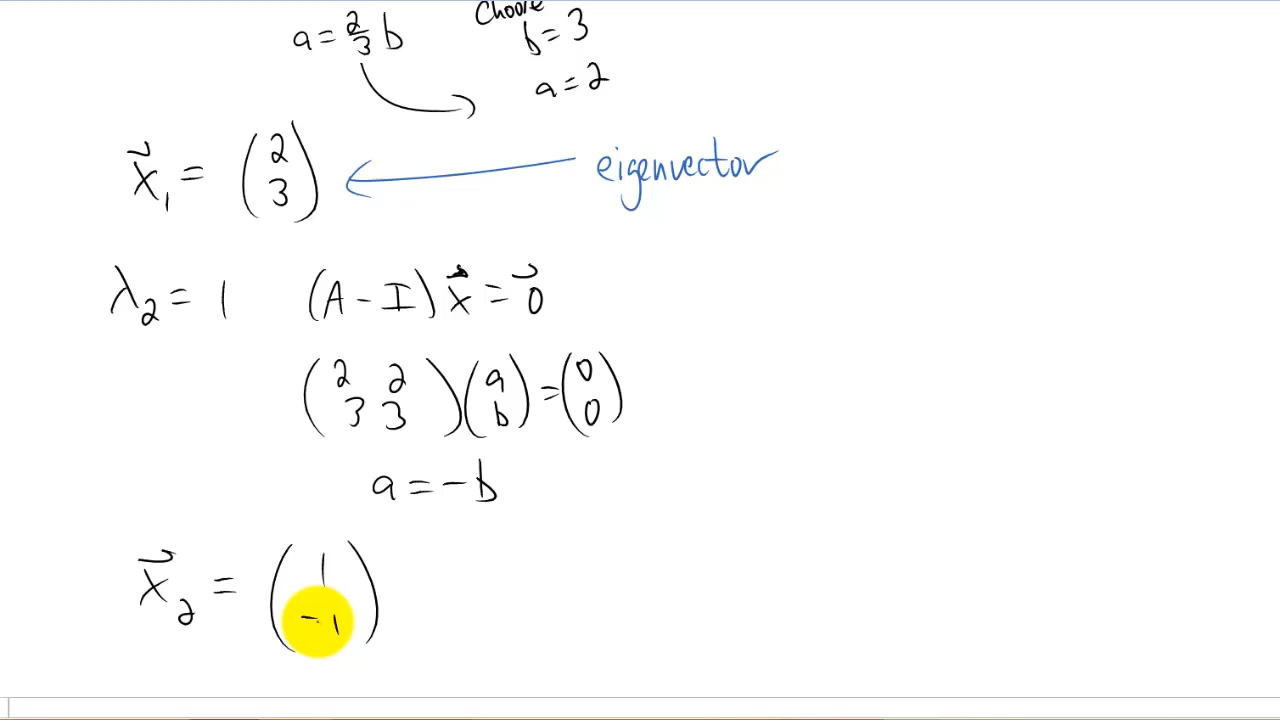 Choose
a = 2/3 b
b = 3
a = 2
x⃗₁ = (2 3) eigenvector
λ₂ = 1 (A - I) x⃗ = 0⃗
(2 2 3 3) (a b) = (0 0)
a = -b
x⃗₂ = (1 -1)